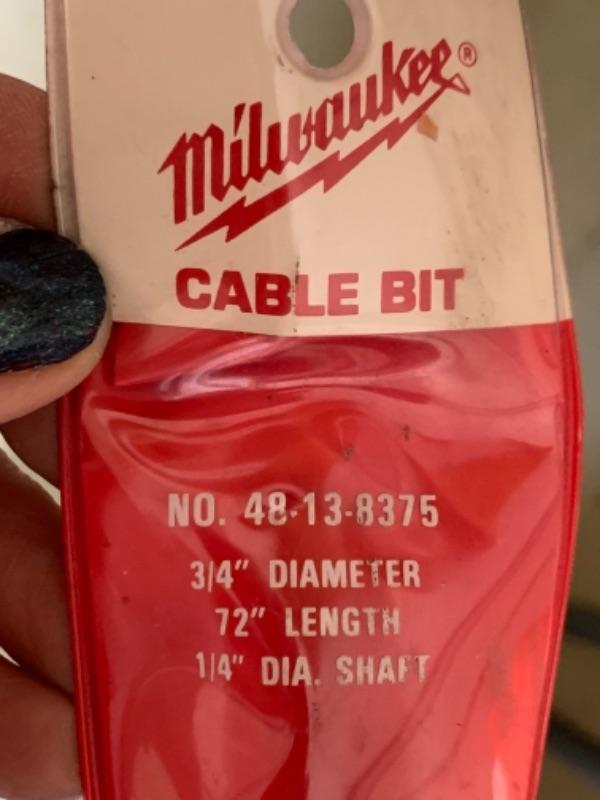 Milwaukee®
CABLE BIT
NO. 48-13-8375
3/4" DIAMETER
72" LENGTH
1/4" DIA. SHAFT